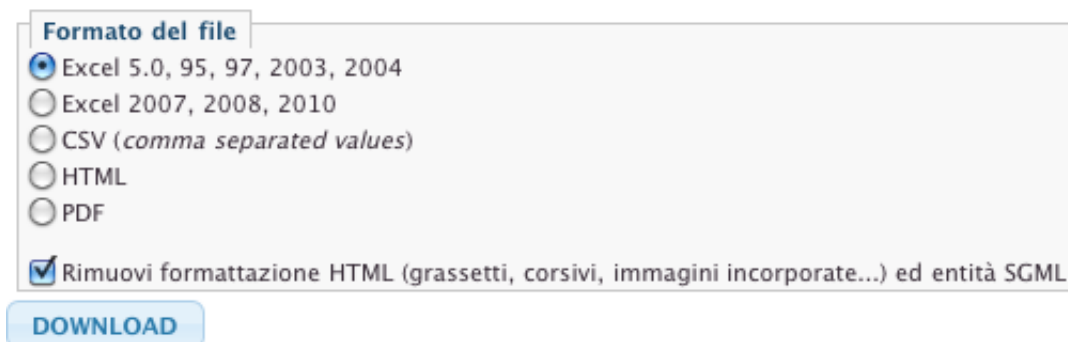 Formato del file
Excel 5.0, 95, 97, 2003, 2004
Excel 2007, 2008, 2010
CSV (comma separated values)
HTML
PDF
Rimuovi formattazione HTML (grassetti, corsivi, immagini incorporate...) ed entità SGML
DOWNLOAD